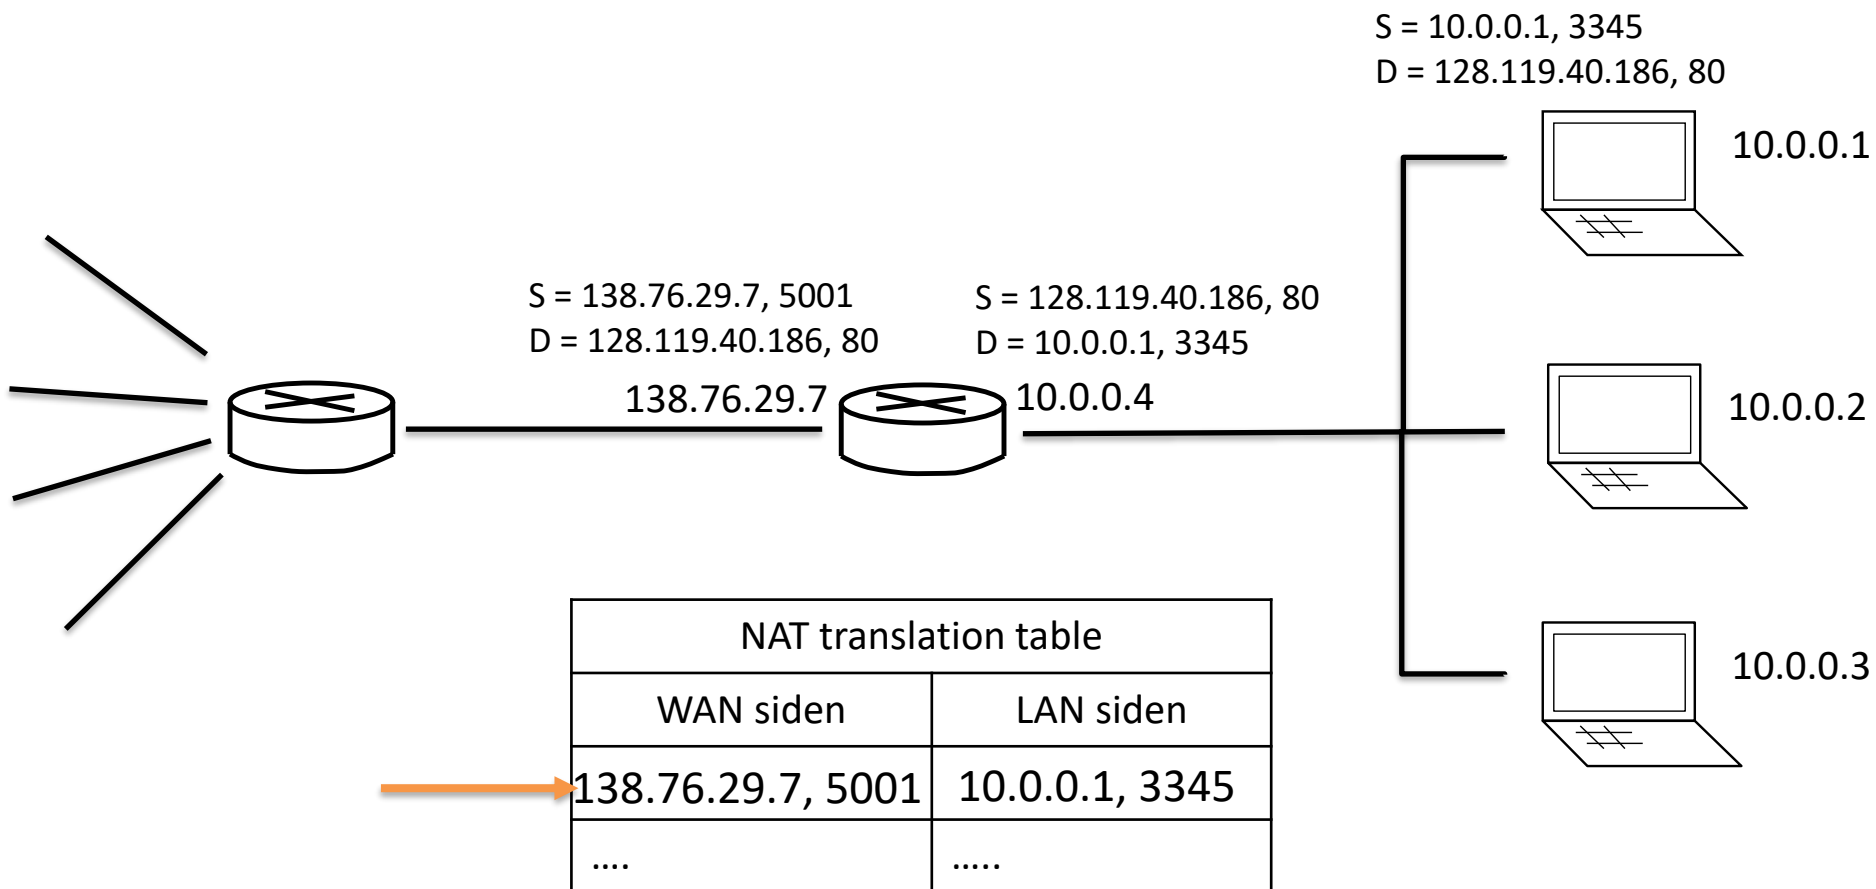 S = 10.0.0.1, 3345
D = 128.119.40.186, 80
10.0.0.1
S = 138.76.29.7, 5001
D = 128.119.40.186, 80
S = 128.119.40.186, 80
D = 10.0.0.1, 3345
138.76.29.7
10.0.0.4
10.0.0.2
10.0.0.3
NAT translation table
WAN siden
LAN siden
138.76.29.7, 5001
10.0.0.1, 3345
....
.....